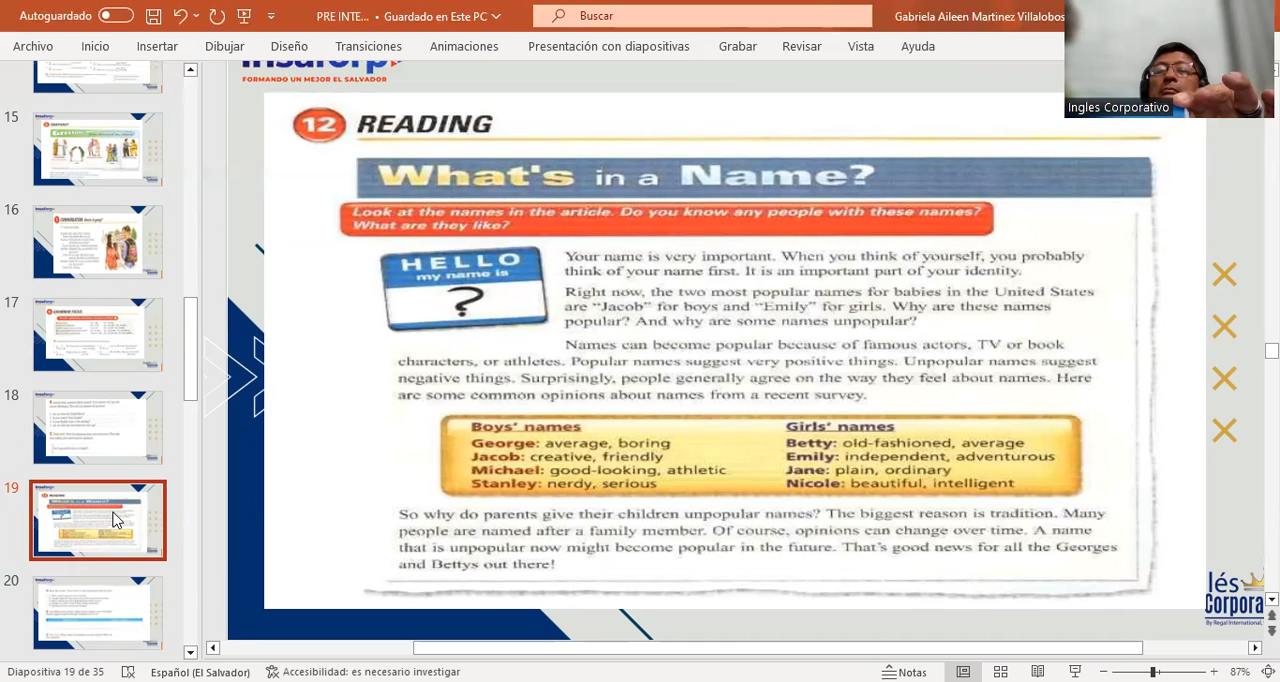 Autoguardado
PRE INTE... • Guardado en Este PC
Buscar
Gabriela Aileen Martinez Villalobos
Archivo Inicio Insertar Dibujar Diseño Transiciones Animaciones Presentación con diapositivas Grabar Revisar Vista Ayuda
Ingles Corporativo
FORMANDO UN MEJOR EL SALVADOR
15
16
17
18
19
20
12 READING
What's in a Name?
Look at the names in the article. Do you know any people with these names?
What are they like?
HELLO
my name is
?
Your name is very important. When you think of yourself, you probably
think of your name first. It is an important part of your identity.
Right now, the two most popular names for babies in the United States
are “Jacob” for boys and “Emily” for girls. Why are these names
popular? And why are some names unpopular?
Names can become popular because of famous actors, TV or book
characters, or athletes. Popular names suggest very positive things. Unpopular names suggest
negative things. Surprisingly, people generally agree on the way they feel about names. Here
are some common opinions about names from a recent survey.
Boys' names
George: average, boring
Jacob: creative, friendly
Michael: good-looking, athletic
Stanley: nerdy, serious
Girls' names
Betty: old-fashioned, average
Emily: independent, adventurous
Jane: plain, ordinary
Nicole: beautiful, intelligent
So why do parents give their children unpopular names? The biggest reason is tradition. Many
people are named after a family member. Of course, opinions can change over time. A name
that is unpopular now might become popular in the future. That's good news for all the Georges
and Bettys out there!
lés
Corpora
By Regal International,
Diapositiva 19 de 35 Español (El Salvador) Accesibilidad: es necesario investigar Notas 87%